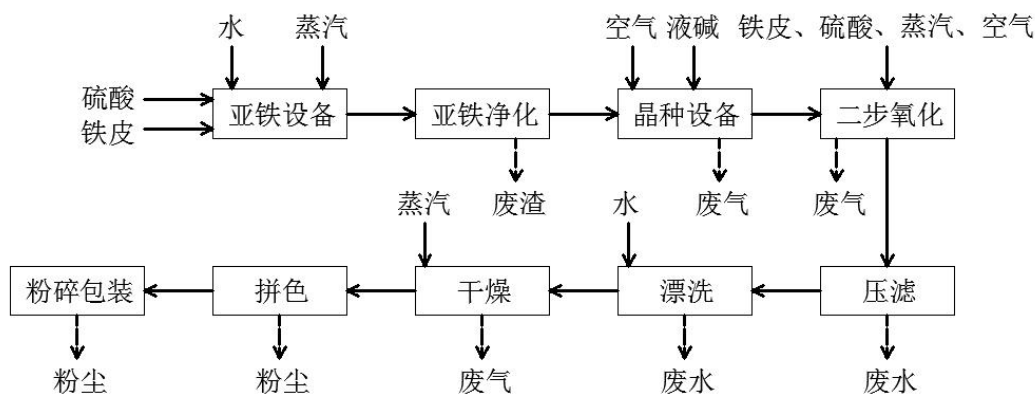 水
蒸汽
空气
液碱
铁皮、硫酸、蒸汽、空气
硫酸
铁皮
亚铁设备
亚铁净化
晶种设备
二步氧化
废渣
废气
废气
蒸汽
水
粉碎包装
拼色
干燥
漂洗
压滤
粉尘
粉尘
废气
废水
废水